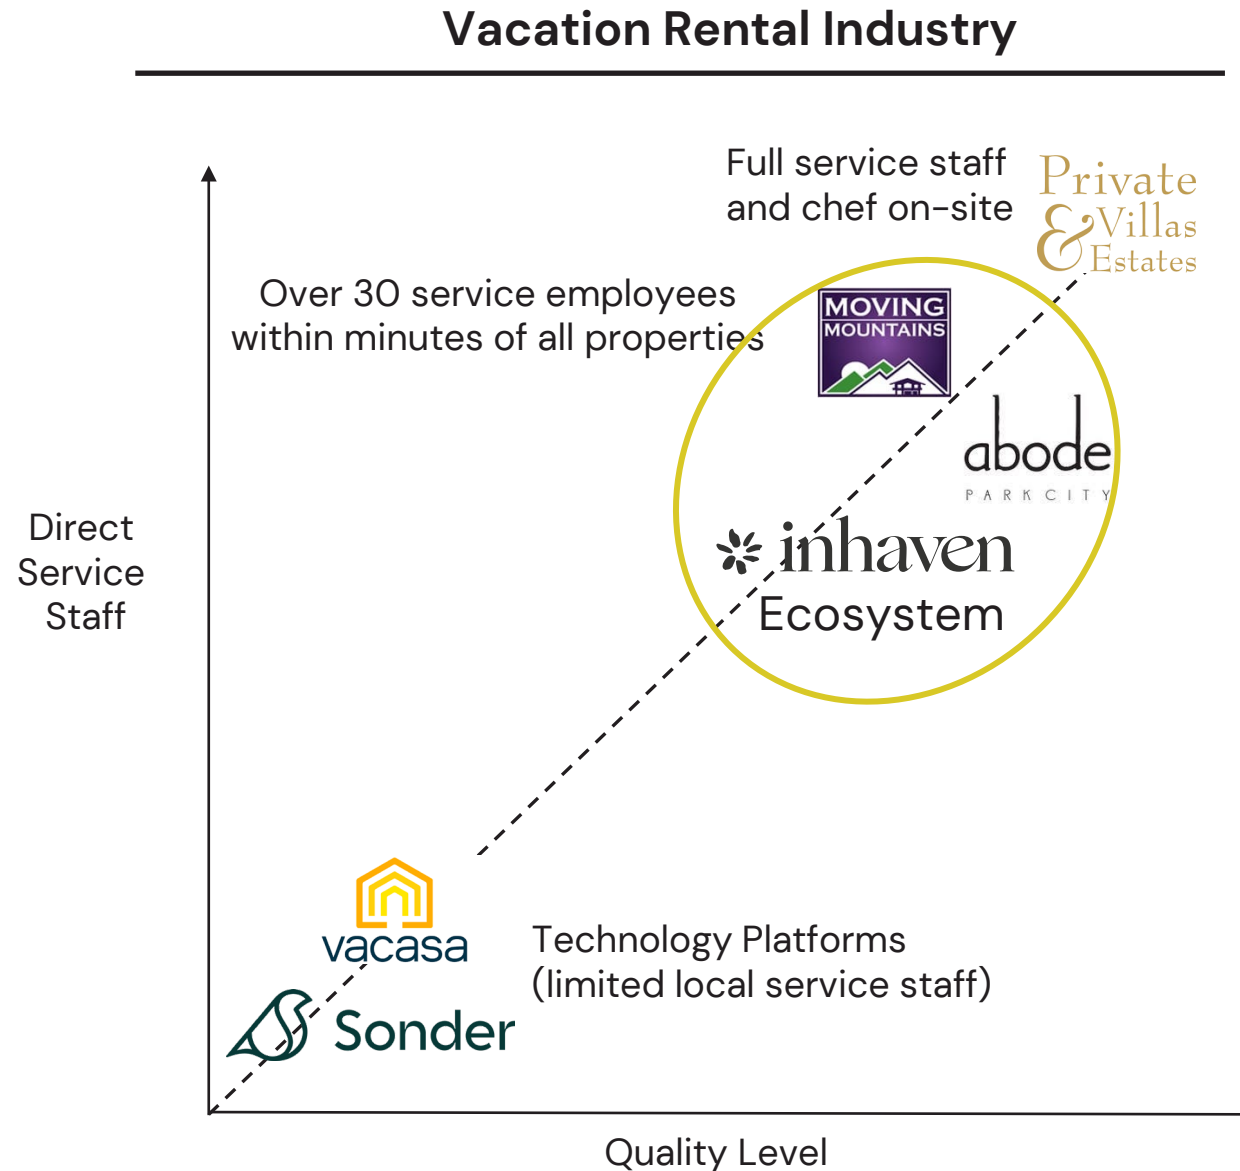 Vacation Rental Industry
Full service staff
and chef on-site
Private
& Villas
Estates
Over 30 service employees
within minutes of all properties
MOVING
MOUNTAINS
abode
PARK CITY
Direct
Service
Staff
inhaven
Ecosystem
vacasa
Technology Platforms
(limited local service staff)
Sonder
Quality Level